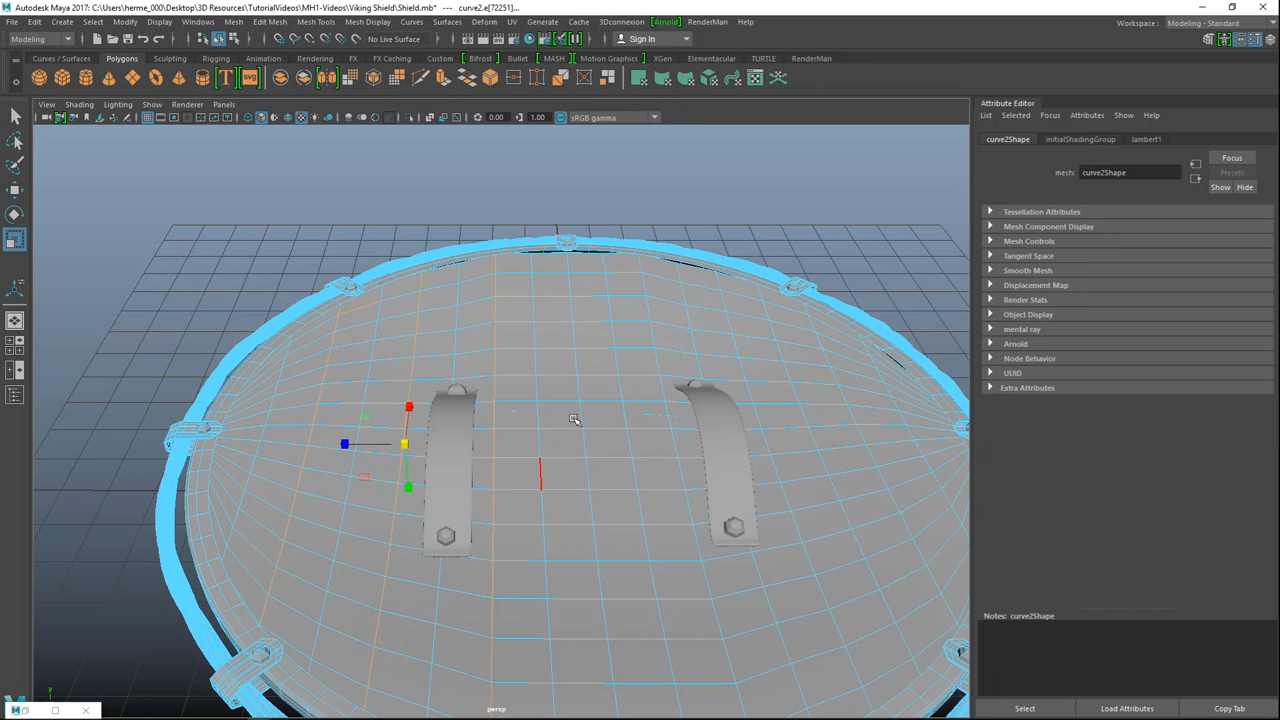 Autodesk Maya 2017: C:\Users\herme_000\Desktop\3D Resources\TutorialVideos\MH1-Videos\Viking Shield\Shield.mb* --- curve2.e[72251]...
File Edit Create Select Modify Display Windows Mesh Edit Mesh Mesh Tools Mesh Display Curves Surfaces Deform UV Generate Cache 3Dconnexion Arnold RenderMan Help
Workspace : Modeling - Standard
Modeling No Live Surface Sign In
Curves / Surfaces Polygons Sculpting Rigging Animation Rendering FX FX Caching Custom Bifrost Bullet MASH Motion Graphics XGen Elementacular TURTLE RenderMan
T svg
View Shading Lighting Show Renderer Panels
0.00 1.00 sRGB gamma
Attribute Editor
List Selected Focus Attributes Show Help
curve2Shape initialShadingGroup lambert1
Focus
mesh: curve2Shape Presets
Show Hide
Tessellation Attributes
Mesh Component Display
Mesh Controls
Tangent Space
Smooth Mesh
Displacement Map
Render Stats
Object Display
mental ray
Arnold
Node Behavior
UUID
Extra Attributes
Notes: curve2Shape
persp
Select Load Attributes Copy Tab